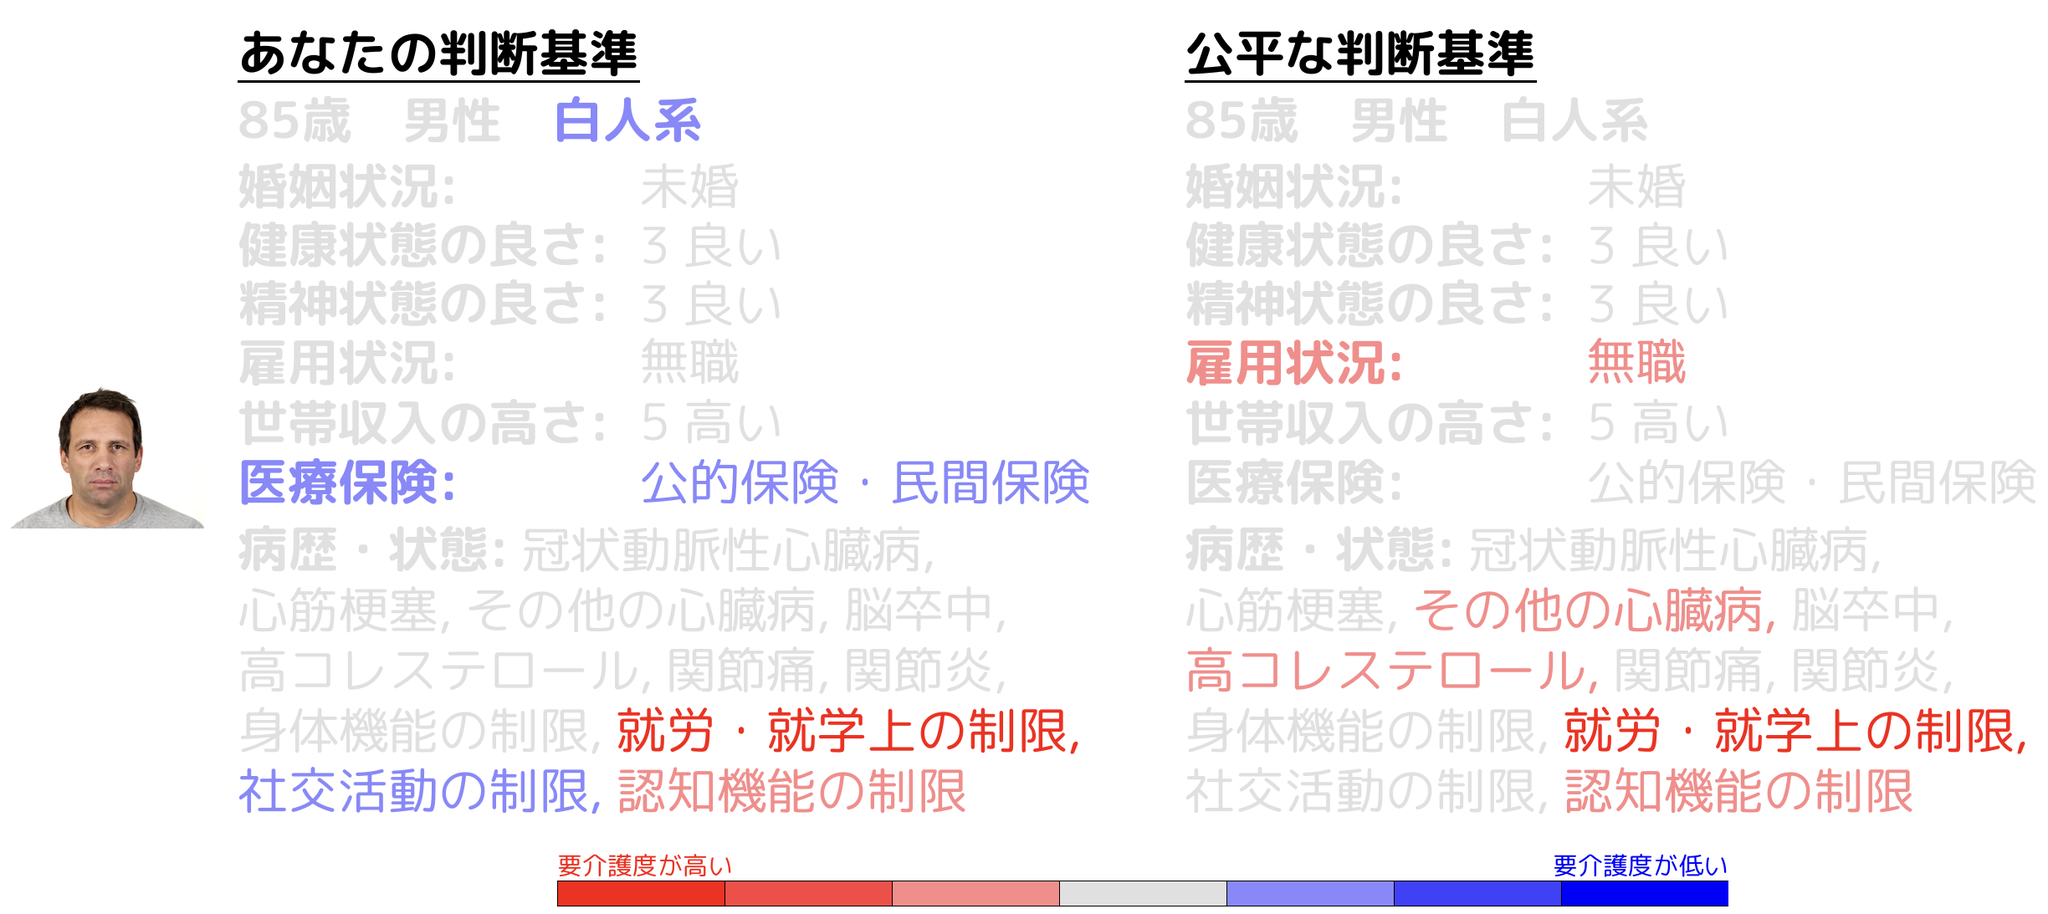 あなたの判断基準
85歳　男性　白人系
婚姻状況: 未婚
健康状態の良さ: 3 良い
精神状態の良さ: 3 良い
雇用状況: 無職
世帯収入の高さ: 5 高い
医療保険: 公的保険・民間保険
病歴・状態: 冠状動脈性心臓病,
心筋梗塞, その他の心臓病, 脳卒中,
高コレステロール, 関節痛, 関節炎,
身体機能の制限, 就労・就学上の制限,
社交活動の制限, 認知機能の制限
公平な判断基準
85歳　男性　白人系
婚姻状況: 未婚
健康状態の良さ: 3 良い
精神状態の良さ: 3 良い
雇用状況: 無職
世帯収入の高さ: 5 高い
医療保険: 公的保険・民間保険
病歴・状態: 冠状動脈性心臓病,
心筋梗塞, その他の心臓病, 脳卒中,
高コレステロール, 関節痛, 関節炎,
身体機能の制限, 就労・就学上の制限,
社交活動の制限, 認知機能の制限
要介護度が高い
要介護度が低い